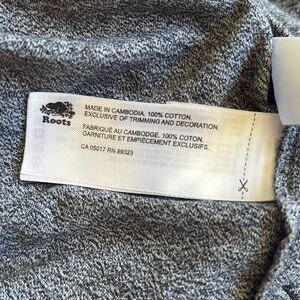 Roots
MADE IN CAMBODIA. 100% COTTON.
EXCLUSIVE OF TRIMMING AND DECORATION.
FABRIQUÉ AU CAMBODGE. 100% COTON.
GARNITURE ET EMPIÈCEMENT EXCLUSIFS.
CA 05017 RN 89323